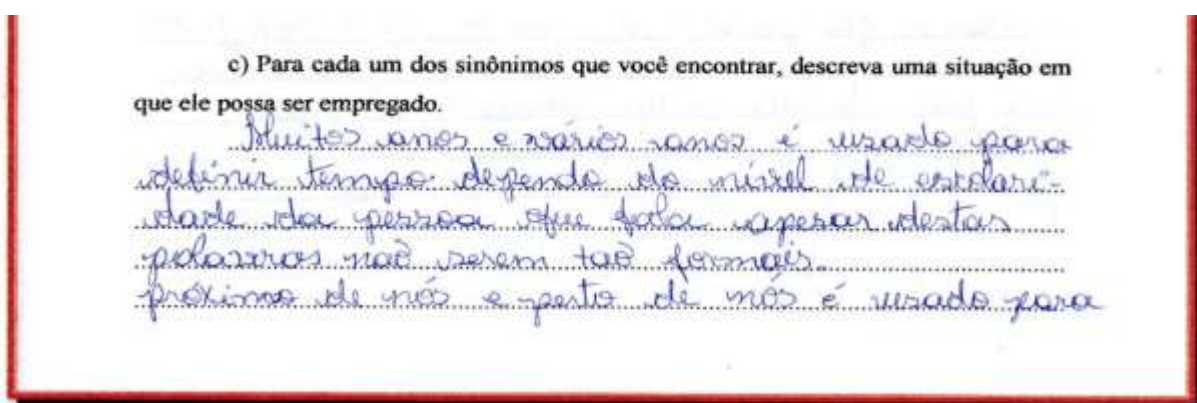 c) Para cada um dos sinônimos que você encontrar, descreva uma situação em
que ele possa ser empregado.
Muitos anos e vários anos é usado para
definir tempo depende do nível de escolari-
dade da pessoa que fala apesar destas
palavras não serem tão formais.
próximo de nós e perto de nós é usado para